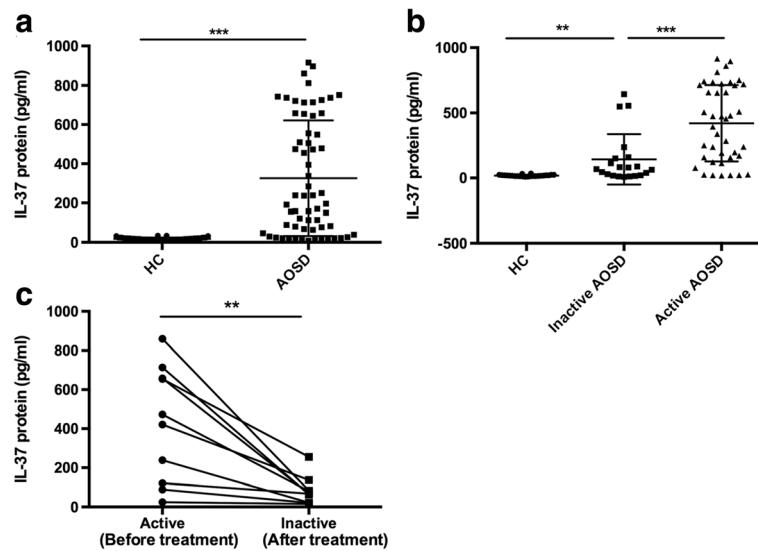 a
***
1000
800
600
400
200
0
IL-37 protein (pg/ml)
HC
AOSD
b
**
***
1000
500
0
-500
IL-37 protein (pg/ml)
HC
Inactive AOSD
Active AOSD
c
**
1000
800
600
400
200
0
IL-37 protein (pg/ml)
Active
(Before treatment)
Inactive
(After treatment)